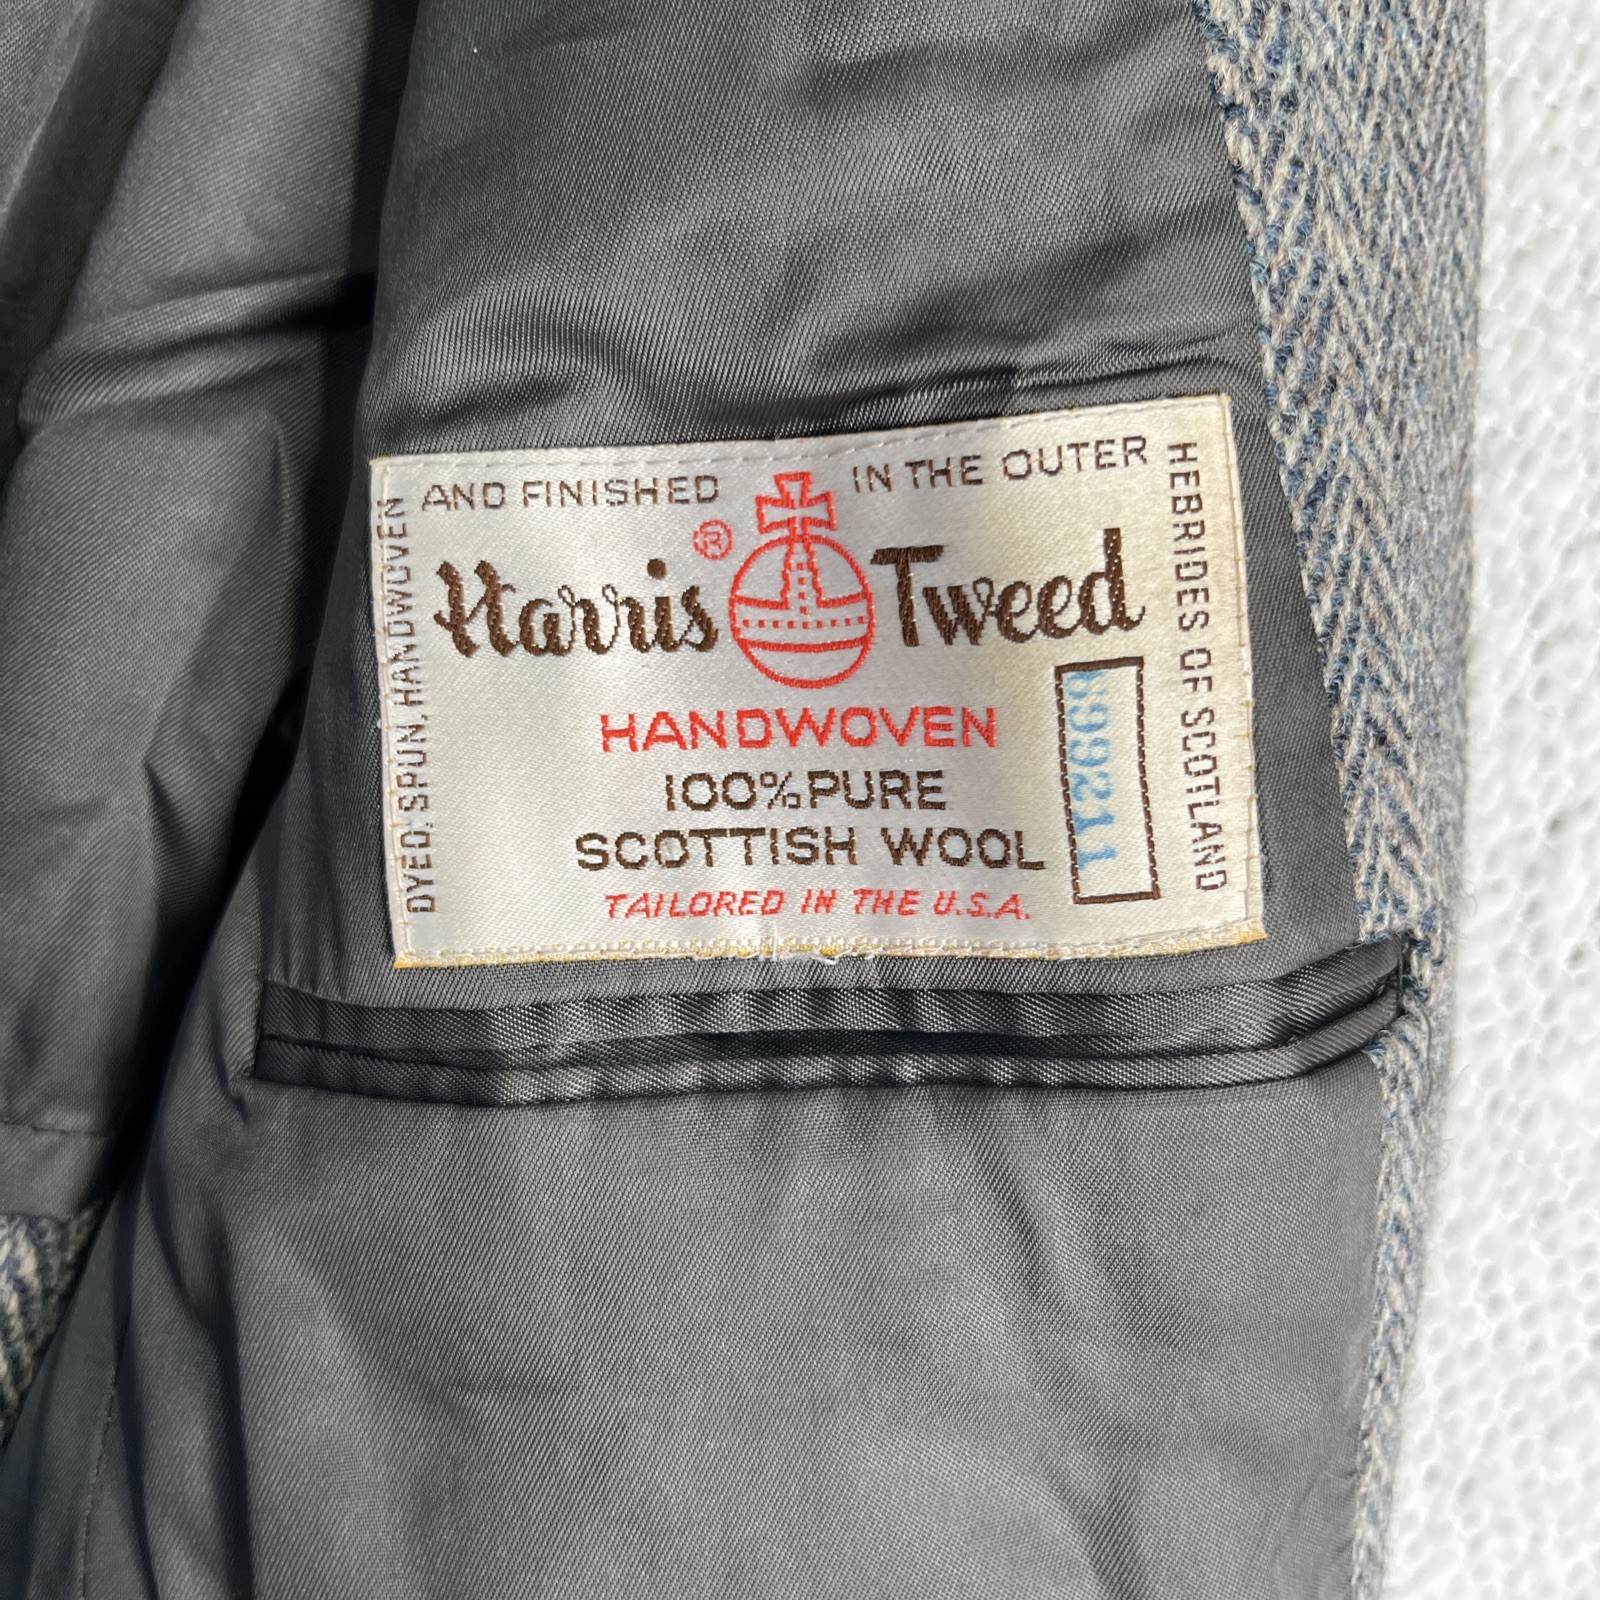 DYED, SPUN, HANDWOVEN
AND FINISHED IN THE OUTER
HEBRIDES OF SCOTLAND
Harris ® Tweed
HANDWOVEN
100% PURE
SCOTTISH WOOL
TAILORED IN THE U.S.A.
699211